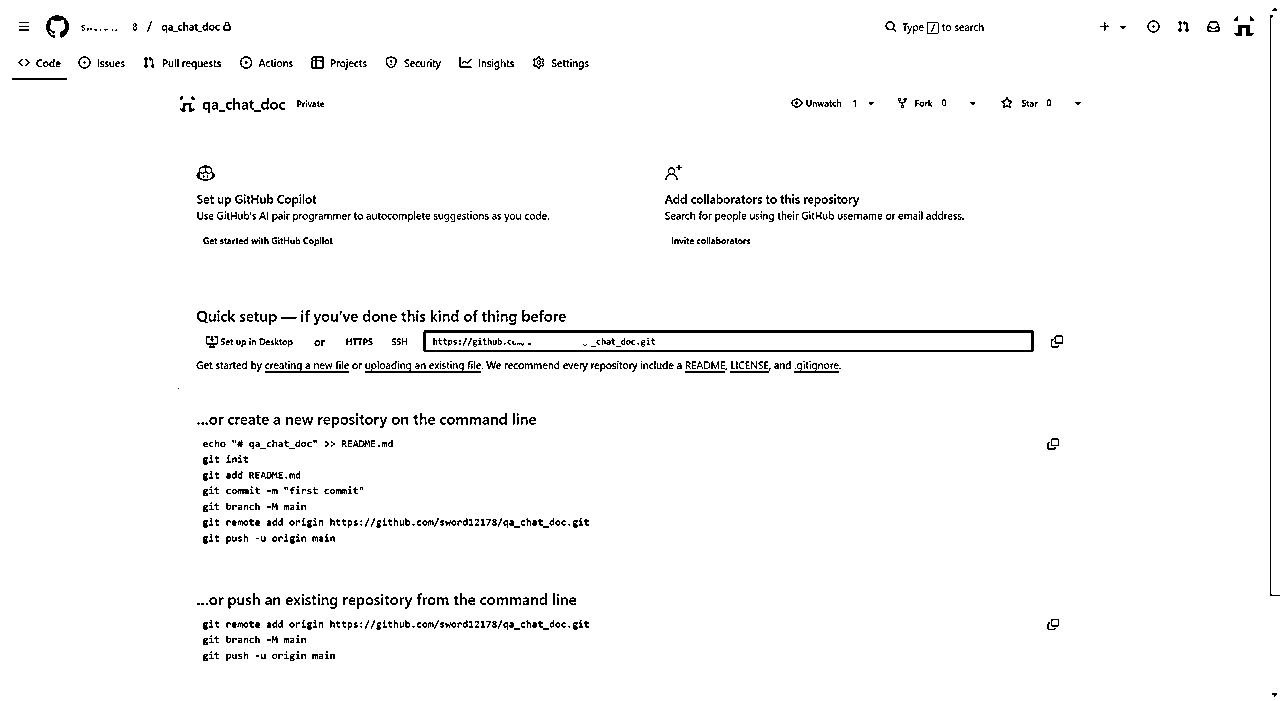 8 / qa_chat_doc
Type / to search
Code Issues Pull requests Actions Projects Security Insights Settings
qa_chat_doc Private
Unwatch 1 Fork 0 Star 0
Set up GitHub Copilot
Use GitHub's AI pair programmer to autocomplete suggestions as you code.
Get started with GitHub Copilot
Add collaborators to this repository
Search for people using their GitHub username or email address.
Invite collaborators
Quick setup — if you've done this kind of thing before
Set up in Desktop or HTTPS SSH https://github. _chat_doc.git
Get started by creating a new file or uploading an existing file. We recommend every repository include a README, LICENSE, and .gitignore.
...or create a new repository on the command line
echo "# qa_chat_doc" >> README.md
git init
git add README.md
git commit -m "first commit"
git branch -M main
git remote add origin https://github.com/sword12178/qa_chat_doc.git
git push -u origin main
...or push an existing repository from the command line
git remote add origin https://github.com/sword12178/qa_chat_doc.git
git branch -M main
git push -u origin main